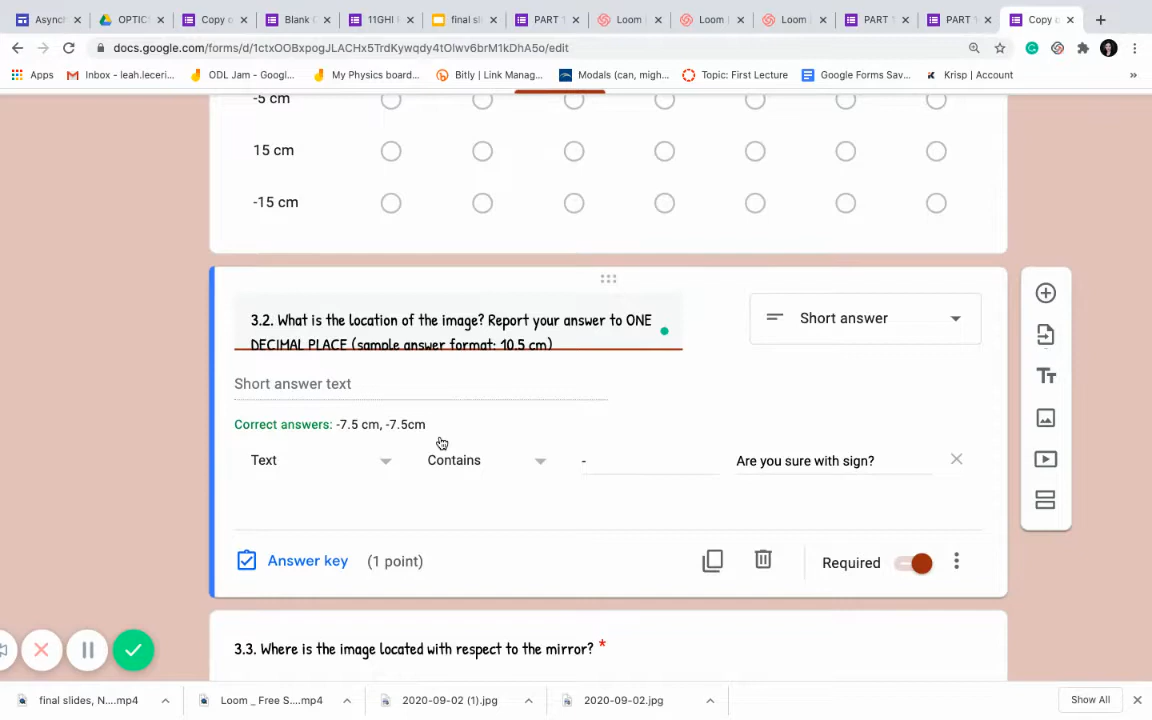 Asynch
OPTICS
Copy o
Blank
11GHI
final sli
PART 1
Loom
Loom
Loom
PART 1
PART 1
Copy o
docs.google.com/forms/d/1ctxOOBxpogJLACHx5TrdKywqdy4tOlwv6brM1kDhA5o/edit
Apps
Inbox - leah.leceri...
ODL Jam - Googl...
My Physics board...
Bitly | Link Manag...
Modals (can, migh...
Topic: First Lecture
Google Forms Sav...
Krisp | Account
»
-5 cm
15 cm
-15 cm
3.2. What is the location of the image? Report your answer to ONE
DECIMAL PLACE (sample answer format: 10.5 cm)
Short answer
Short answer text
Correct answers: -7.5 cm, -7.5cm
Text
Contains
-
Are you sure with sign?
Answer key (1 point)
Required
3.3. Where is the image located with respect to the mirror? *
final slides, N....mp4
Loom _ Free S....mp4
2020-09-02 (1).jpg
2020-09-02.jpg
Show All